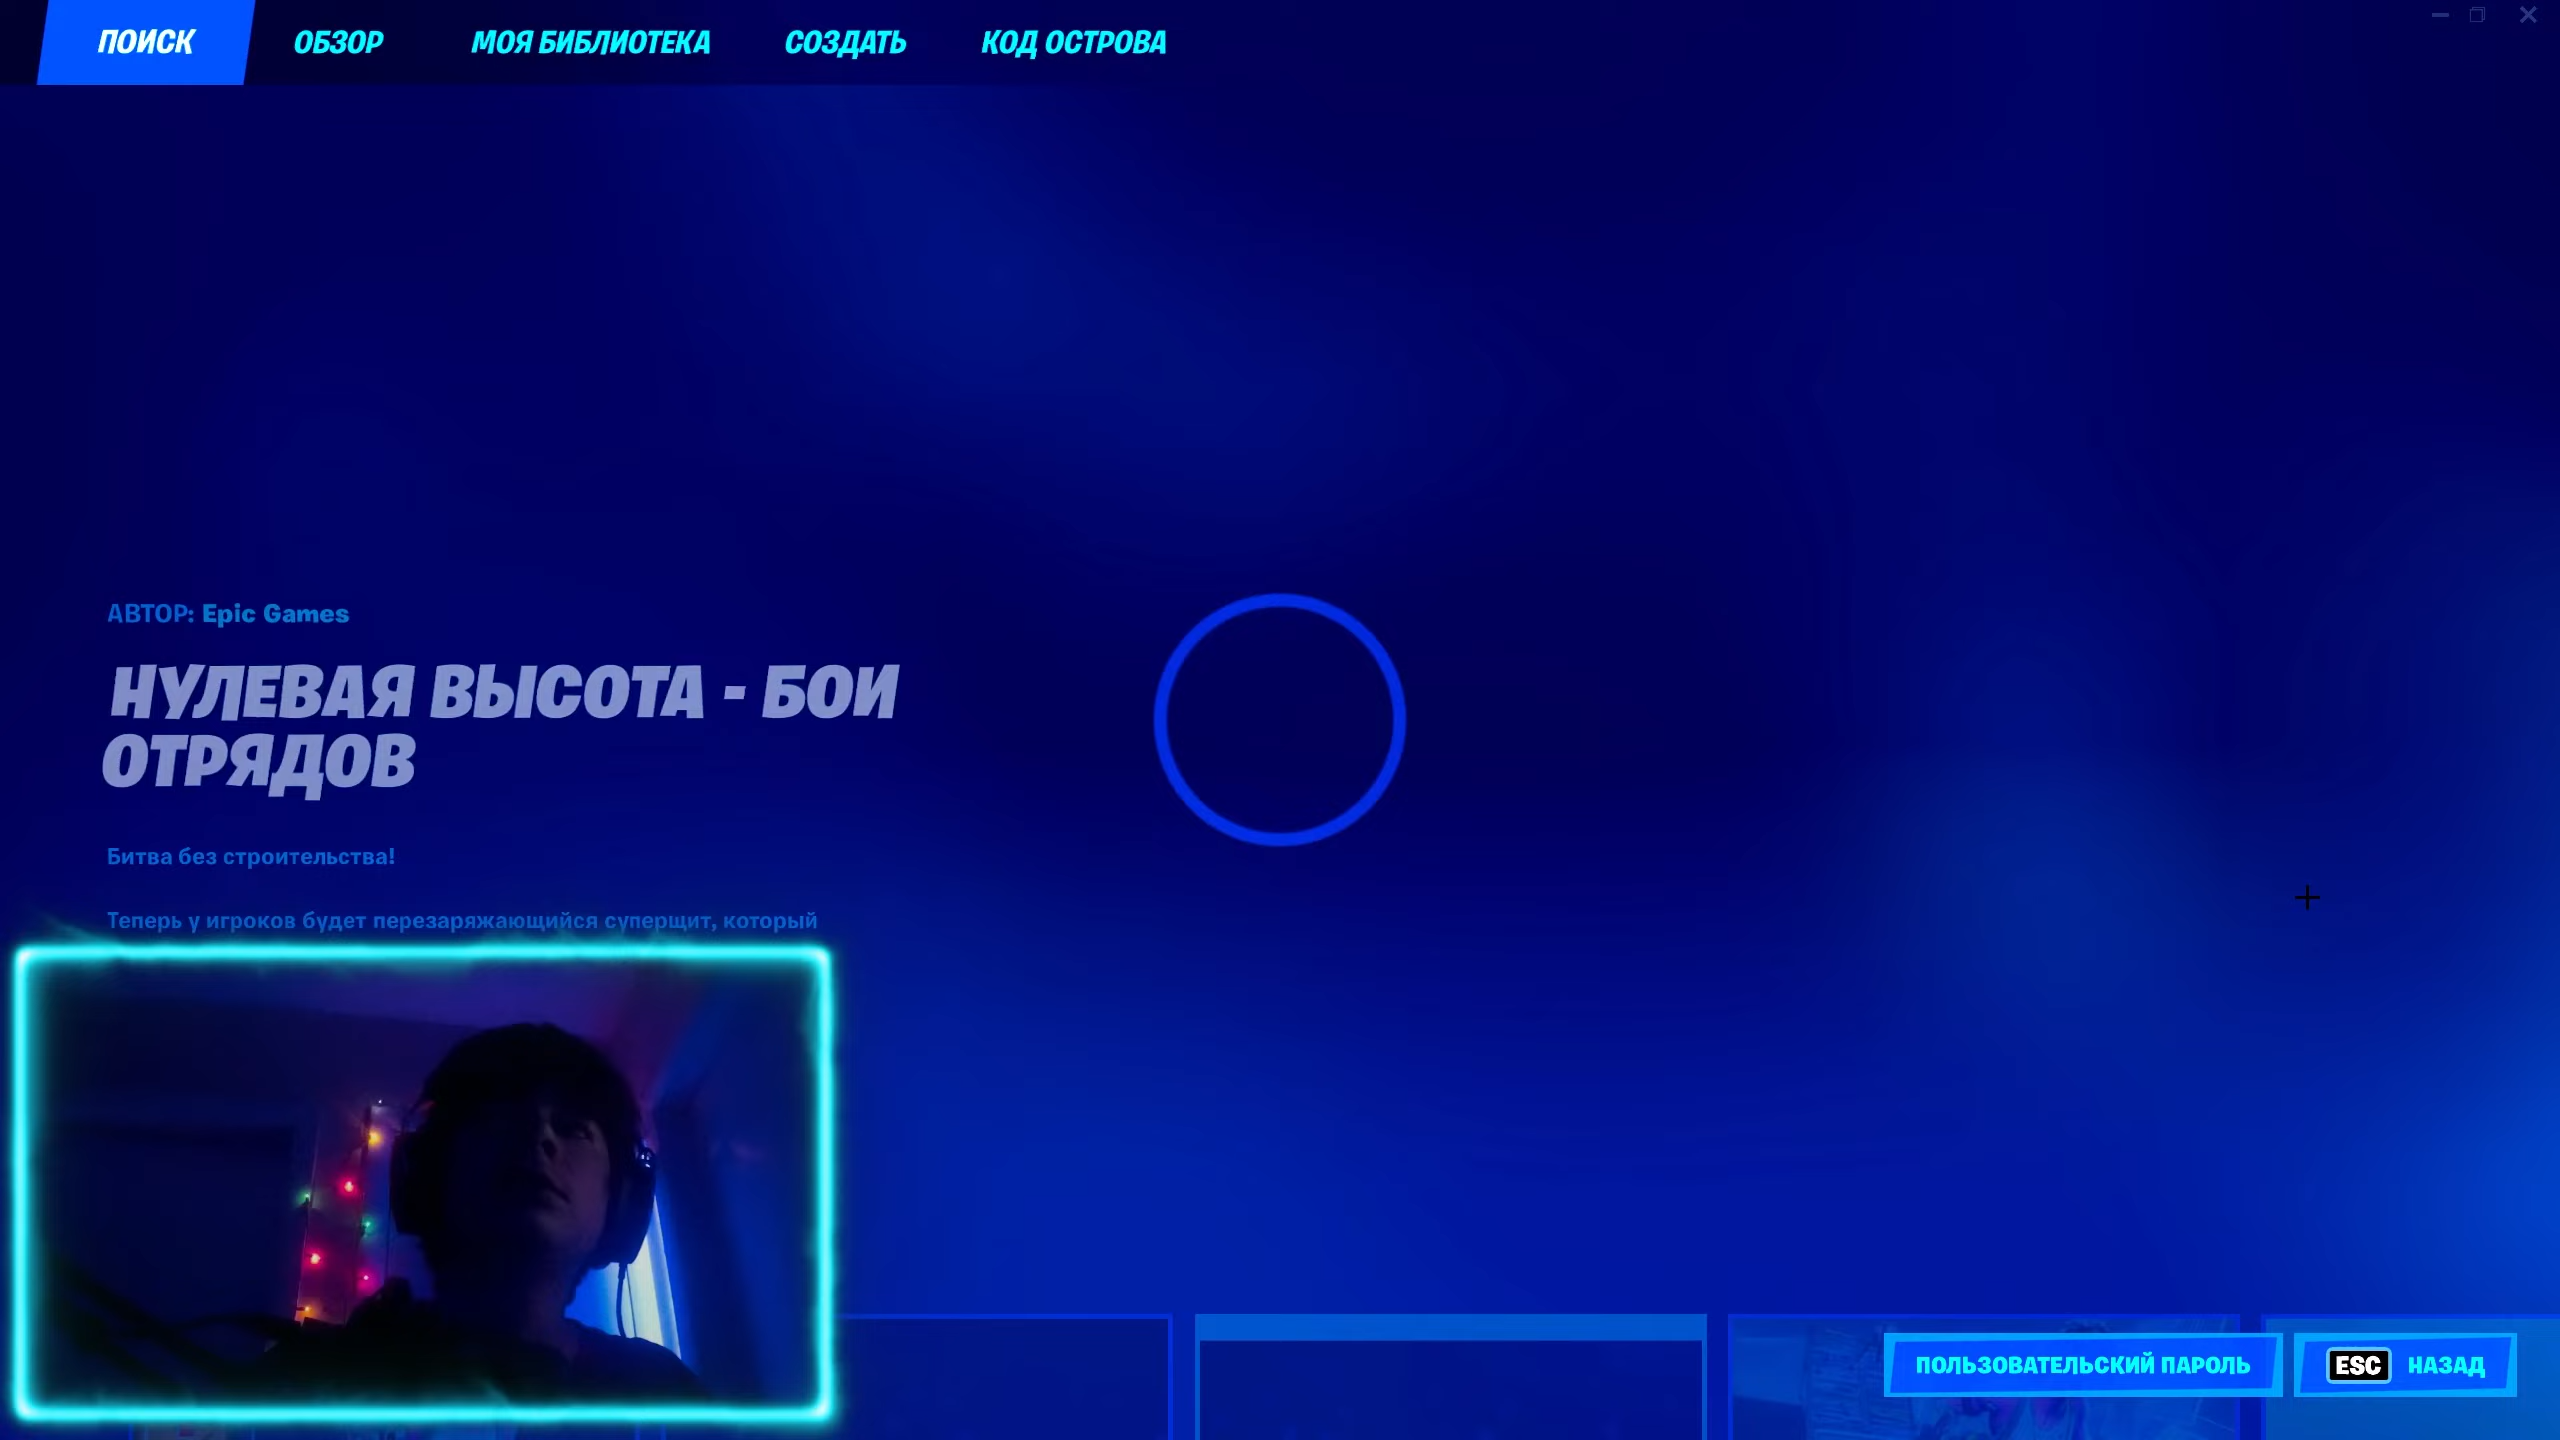 ПОИСК
ОБЗОР
МОЯ БИБЛИОТЕКА
СОЗДАТЬ
КОД ОСТРОВА
АВТОР: Epic Games
НУЛЕВАЯ ВЫСОТА - БОИ
ОТРЯДОВ
Битва без строительства!
Теперь у игроков будет перезаряжающийся суперщит, который
ПОЛЬЗОВАТЕЛЬСКИЙ ПАРОЛЬ
ESC НАЗАД